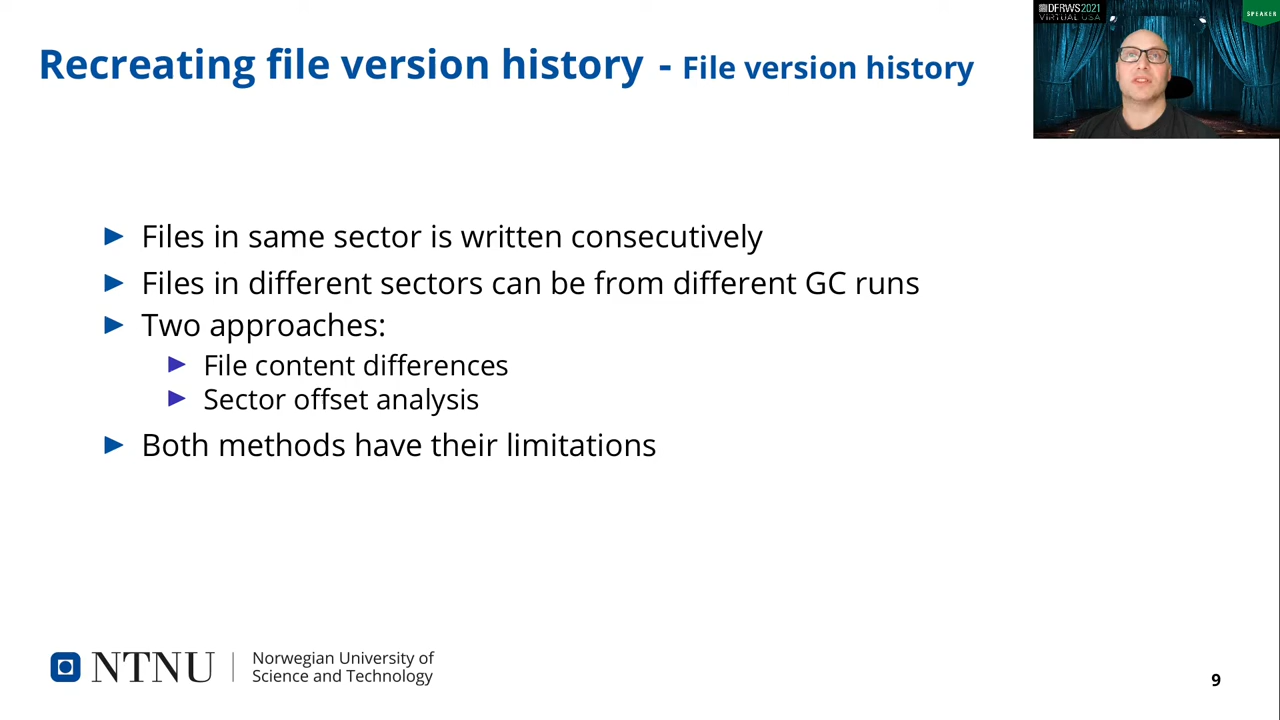 Recreating file version history - File version history
DFRWS2021
VIRTUAL USA
SPEAKER
► Files in same sector is written consecutively
► Files in different sectors can be from different GC runs
► Two approaches:
► File content differences
► Sector offset analysis
► Both methods have their limitations
NTNU
Norwegian University of
Science and Technology
9